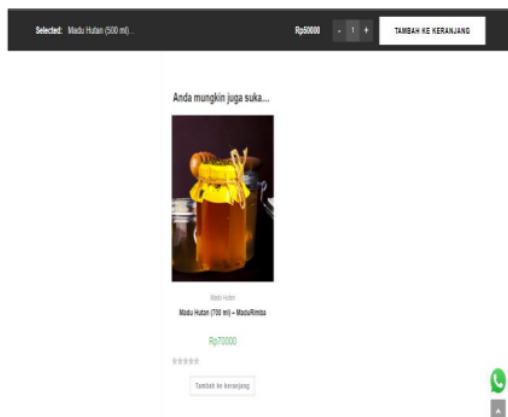 Selected: Madu Hutan (500 ml)...
Rp50000
- 1 +
TAMBAH KE KERANJANG
Anda mungkin juga suka...
Madu Hutan
Madu Hutan (700 ml) – MaduRimba
Rp70000
Tambah ke keranjang